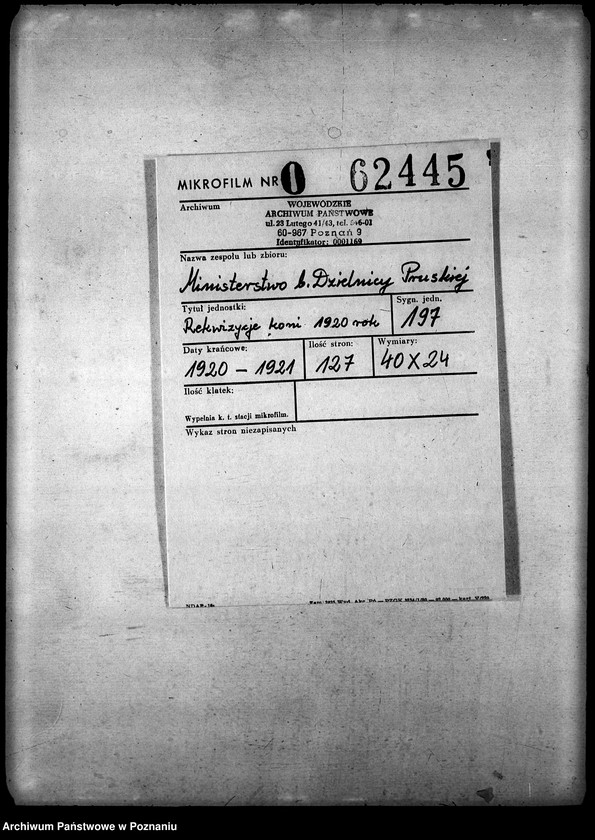 MIKROFILM NR 0 62445
Archiwum
WOJEWÓDZKIE
ARCHIWUM PAŃSTWOWE
ul. 23 Lutego 41/43, tel. 546-01
60-967 Poznań 9
Identyfikator: 0001169
Nazwa zespołu lub zbioru:
Ministerstwo b. Dzielnicy Pruskiej
Tytuł jednostki:
Rekwizycje koni 1920 rok
Sygn. jedn.
197
Daty krańcowe:
1920 – 1921
Ilość stron:
127
Wymiary:
40 X 24
Ilość klatek:
Wypełnia k. t. stacji mikrofilm.
Wykaz stron niezapisanych
Archiwum Państwowe w Poznaniu